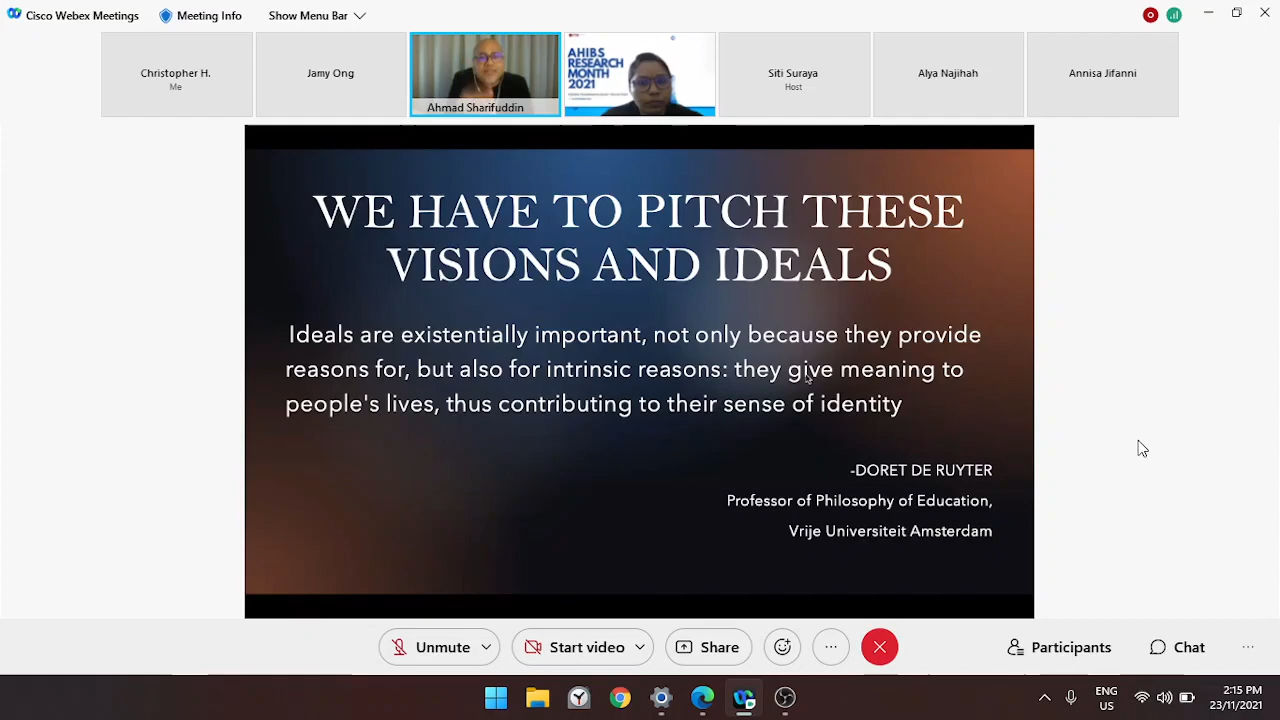 Cisco Webex Meetings
Meeting Info
Show Menu Bar
Christopher H.
Me
Jamy Ong
Ahmad Sharifuddin
AHIBS
RESEARCH
MONTH
2021
Siti Suraya
Host
Alya Najihah
Annisa Jifanni
WE HAVE TO PITCH THESE
VISIONS AND IDEALS
Ideals are existentially important, not only because they provide
reasons for, but also for intrinsic reasons: they give meaning to
people's lives, thus contributing to their sense of identity
-DORET DE RUYTER
Professor of Philosophy of Education,
Vrije Universiteit Amsterdam
Unmute
Start video
Share
Participants
Chat
ENG
US
2:15 PM
23/11/2021